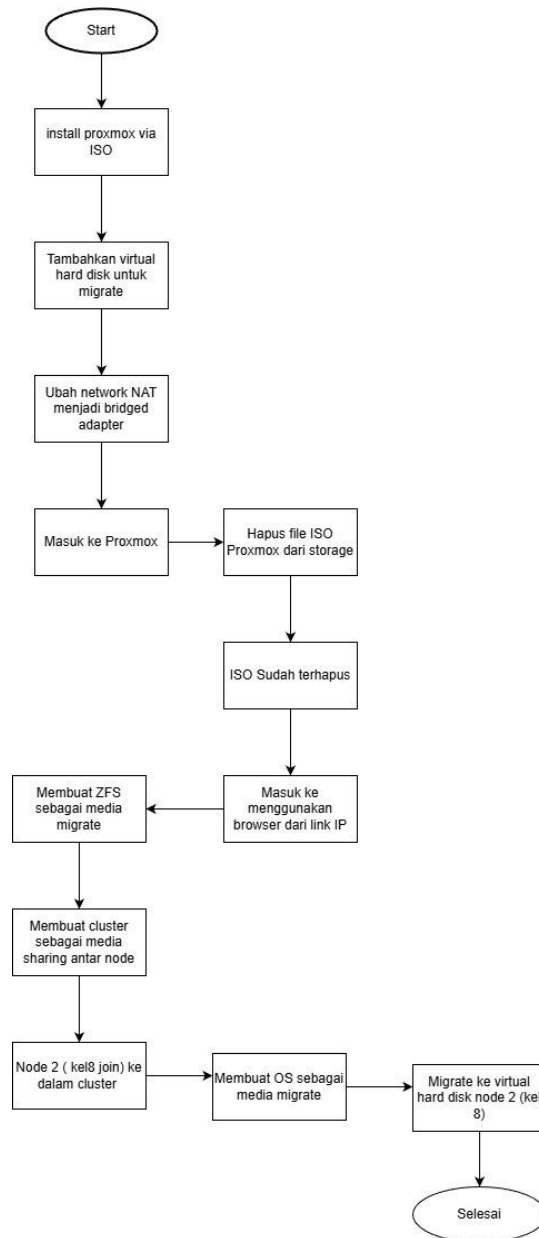 Start
install proxmox via
ISO
Tambahkan virtual
hard disk untuk
migrate
Ubah network NAT
menjadi bridged
adapter
Masuk ke Proxmox
Hapus file ISO
Proxmox dari storage
ISO Sudah terhapus
Masuk ke
menggunakan
browser dari link IP
Membuat ZFS
sebagai media
migrate
Membuat cluster
sebagai media
sharing antar node
Node 2 ( kel8 join) ke
dalam cluster
Membuat OS sebagai
media migrate
Migrate ke virtual
hard disk node 2 (kel
8)
Selesai